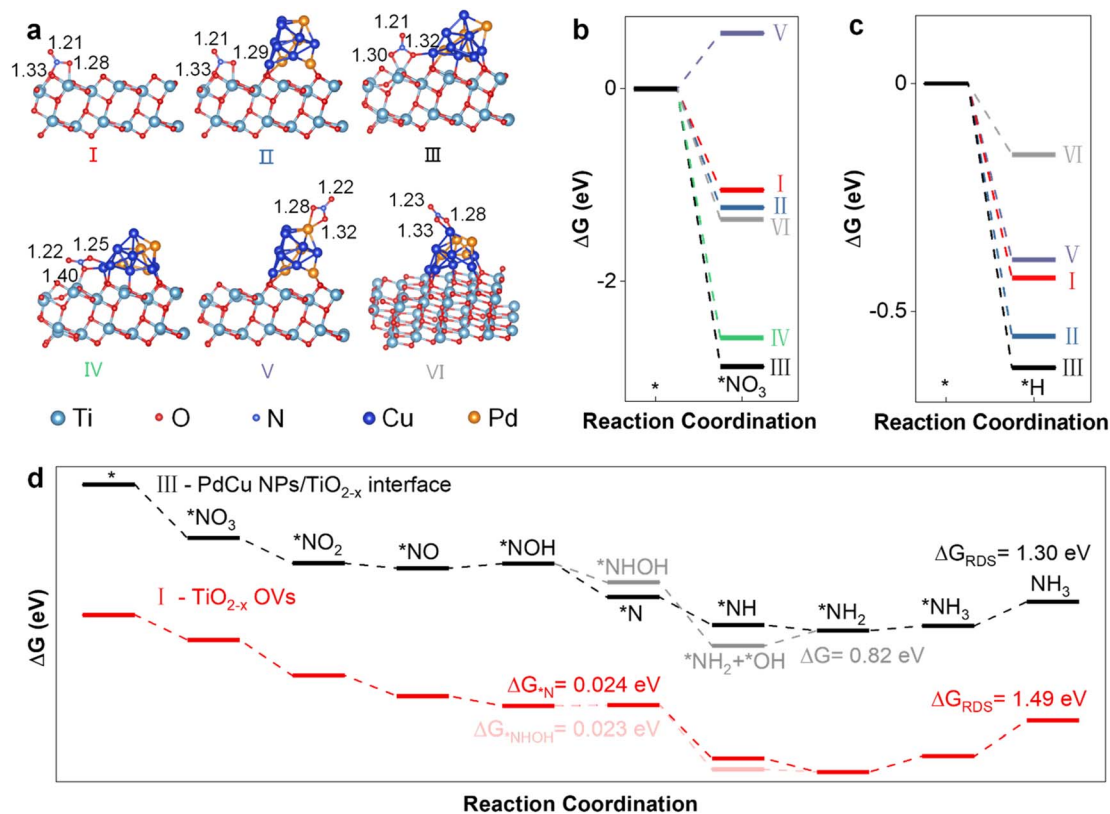 a
1.21
1.33
1.28
I
1.21
1.33
1.29
II
1.21
1.30
1.32
III
1.22
1.25
1.40
IV
1.22
1.28
1.32
V
1.23
1.28
1.33
VI
Ti
O
N
Cu
Pd
b
V
0
ΔG (eV)
I
II
VI
-2
IV
III
*
*NO₃
Reaction Coordination
c
0
VI
ΔG (eV)
V
I
-0.5
II
III
*
*H
Reaction Coordination
d
*
III - PdCu NPs/TiO₂₋ₓ interface
*NO₃
*NO₂
*NO
*NOH
*NHOH
*N
*NH
*NH₂+*OH
*NH₂
ΔG= 0.82 eV
*NH₃
NH₃
ΔG_RDS= 1.30 eV
ΔG (eV)
I - TiO₂₋ₓ OVs
ΔG*N= 0.024 eV
ΔG*NHOH= 0.023 eV
ΔG_RDS= 1.49 eV
Reaction Coordination